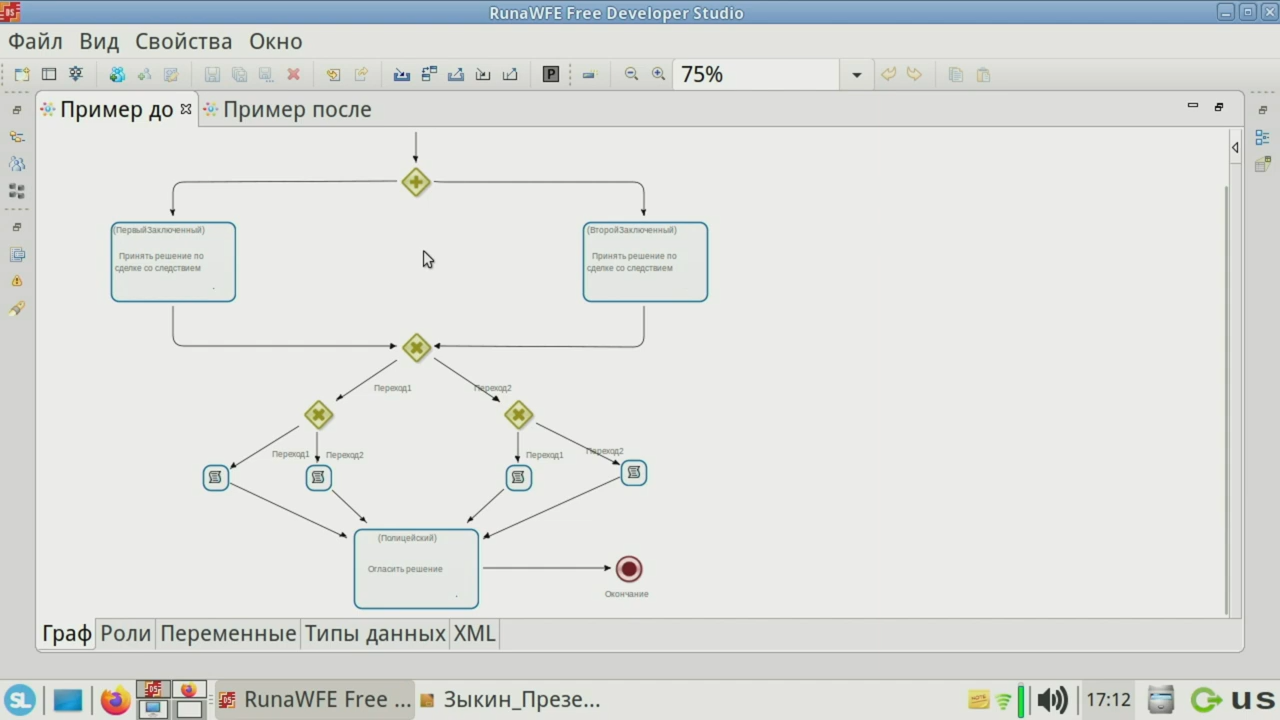 RunaWFE Free Developer Studio
Файл Вид Свойства Окно
P 75%
Пример до Пример после
(ПервыйЗаключенный)
Принять решение по
сделке со следствием
(ВторойЗаключенный)
Принять решение по
сделке со следствием
Переход1
Переход2
Переход1
Переход2
Переход1
Переход2
(Полицейский)
Огласить решение
Окончание
Граф Роли Переменные Типы данных XML
SL DS RunaWFE Free ... Зыкин_Презе... 17:12 us